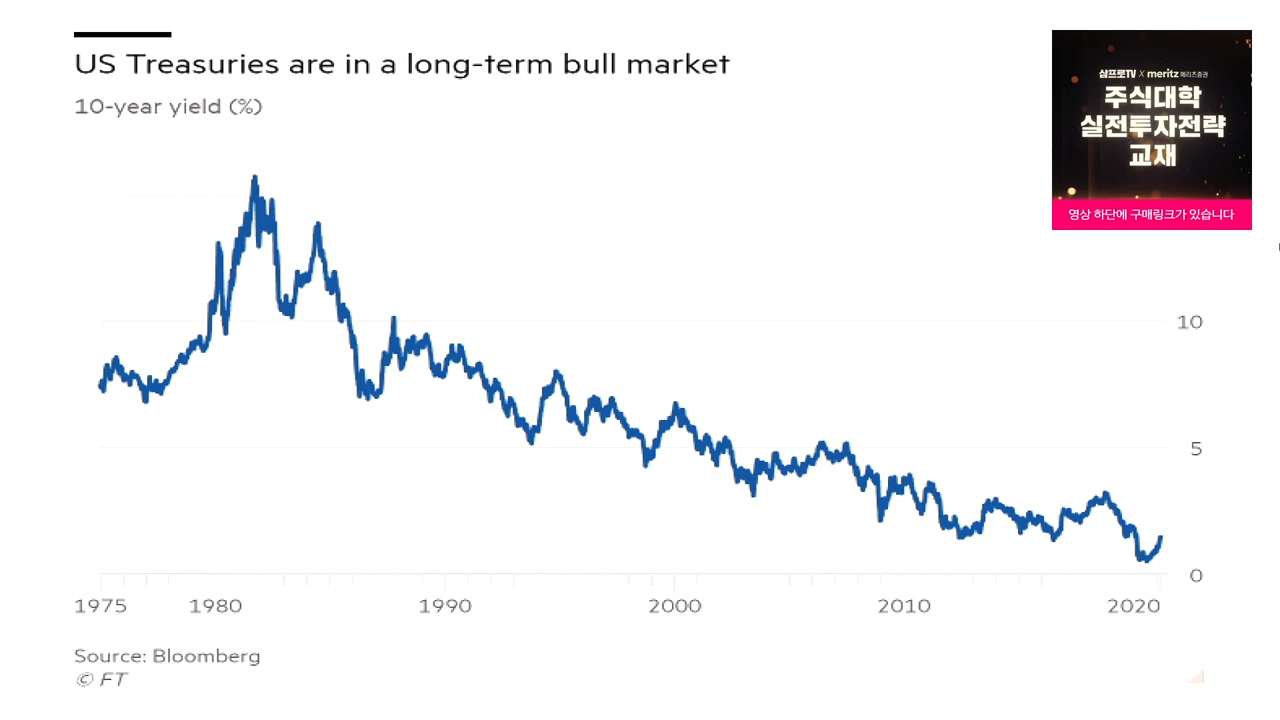 US Treasuries are in a long-term bull market
10-year yield (%)
삼프로TV X meritz 메리츠증권
주식대학
실전투자전략
교재
영상 하단에 구매링크가 있습니다
10
5
0
1975 1980 1990 2000 2010 2020
Source: Bloomberg
© FT